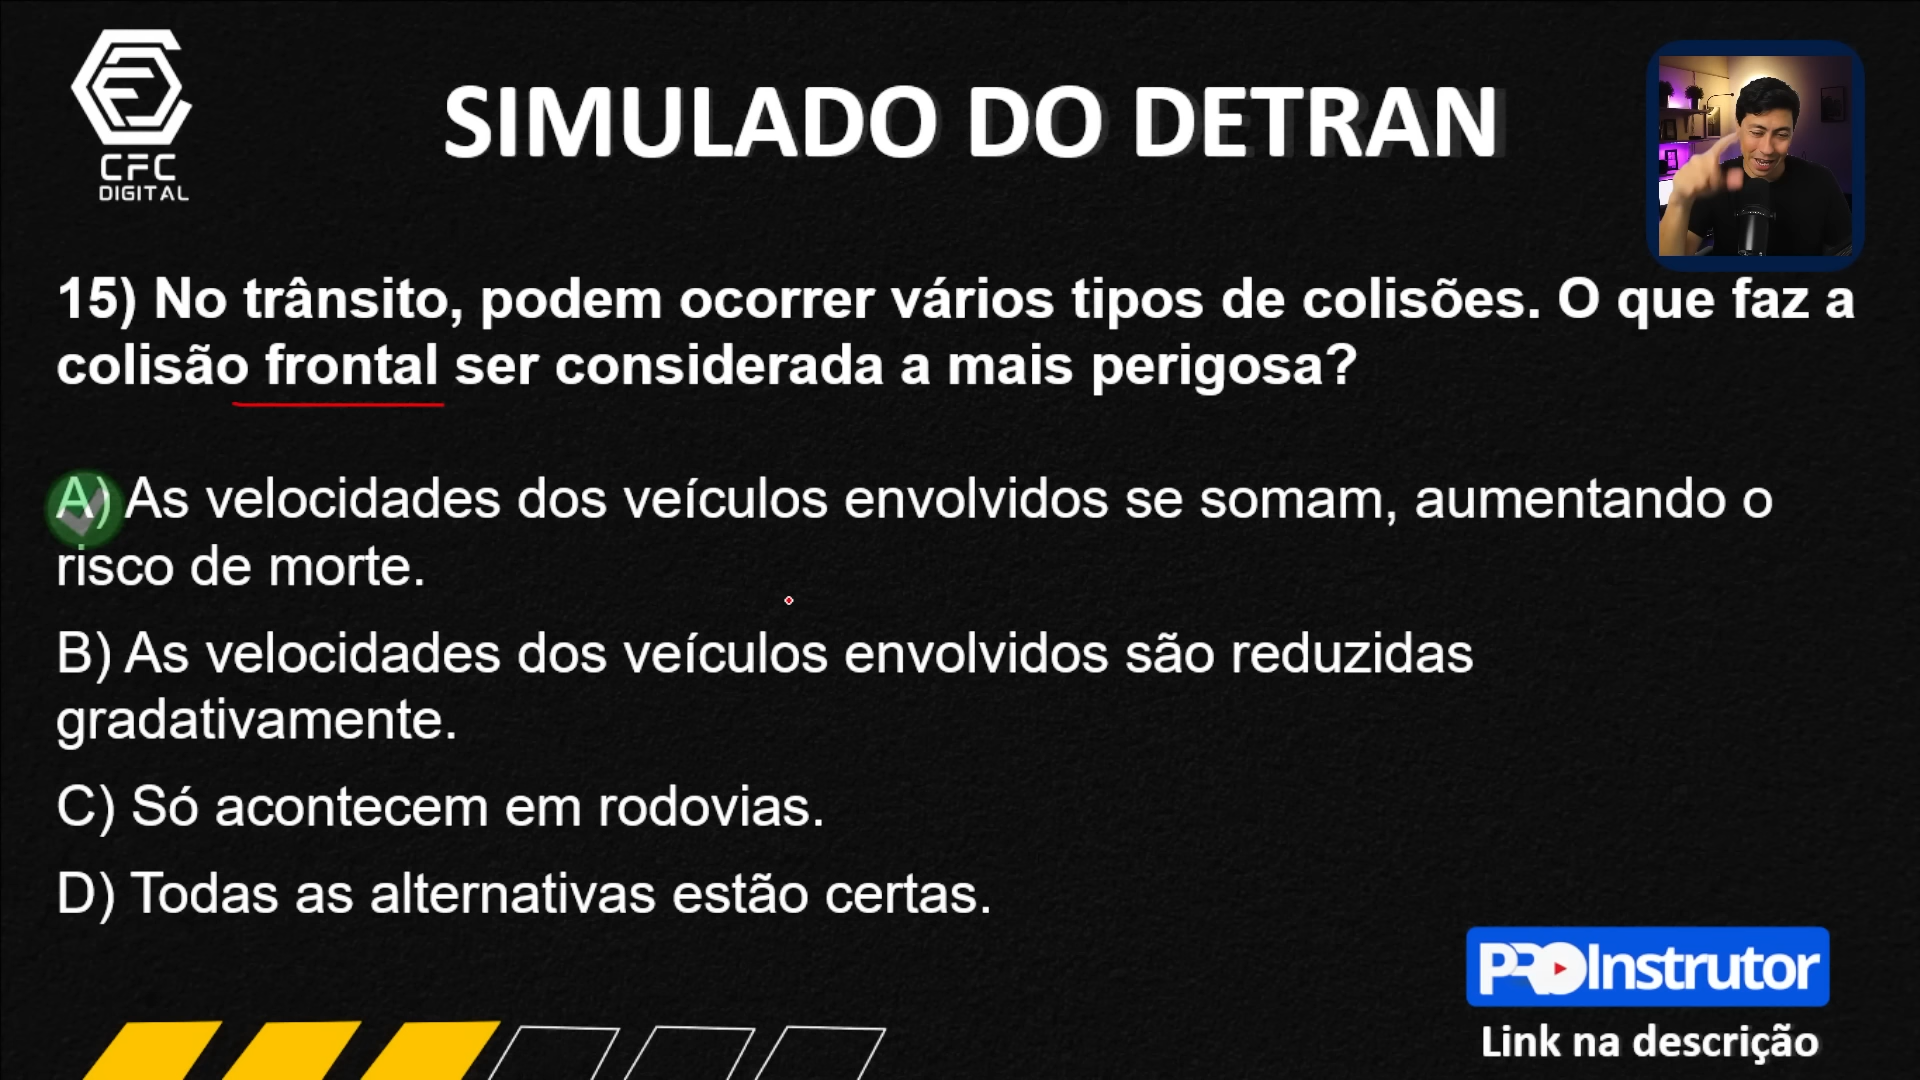 CFC
DIGITAL
SIMULADO DO DETRAN
15) No trânsito, podem ocorrer vários tipos de colisões. O que faz a
colisão frontal ser considerada a mais perigosa?
A) As velocidades dos veículos envolvidos se somam, aumentando o
risco de morte.
B) As velocidades dos veículos envolvidos são reduzidas
gradativamente.
C) Só acontecem em rodovias.
D) Todas as alternativas estão certas.
PROInstrutor
Link na descrição